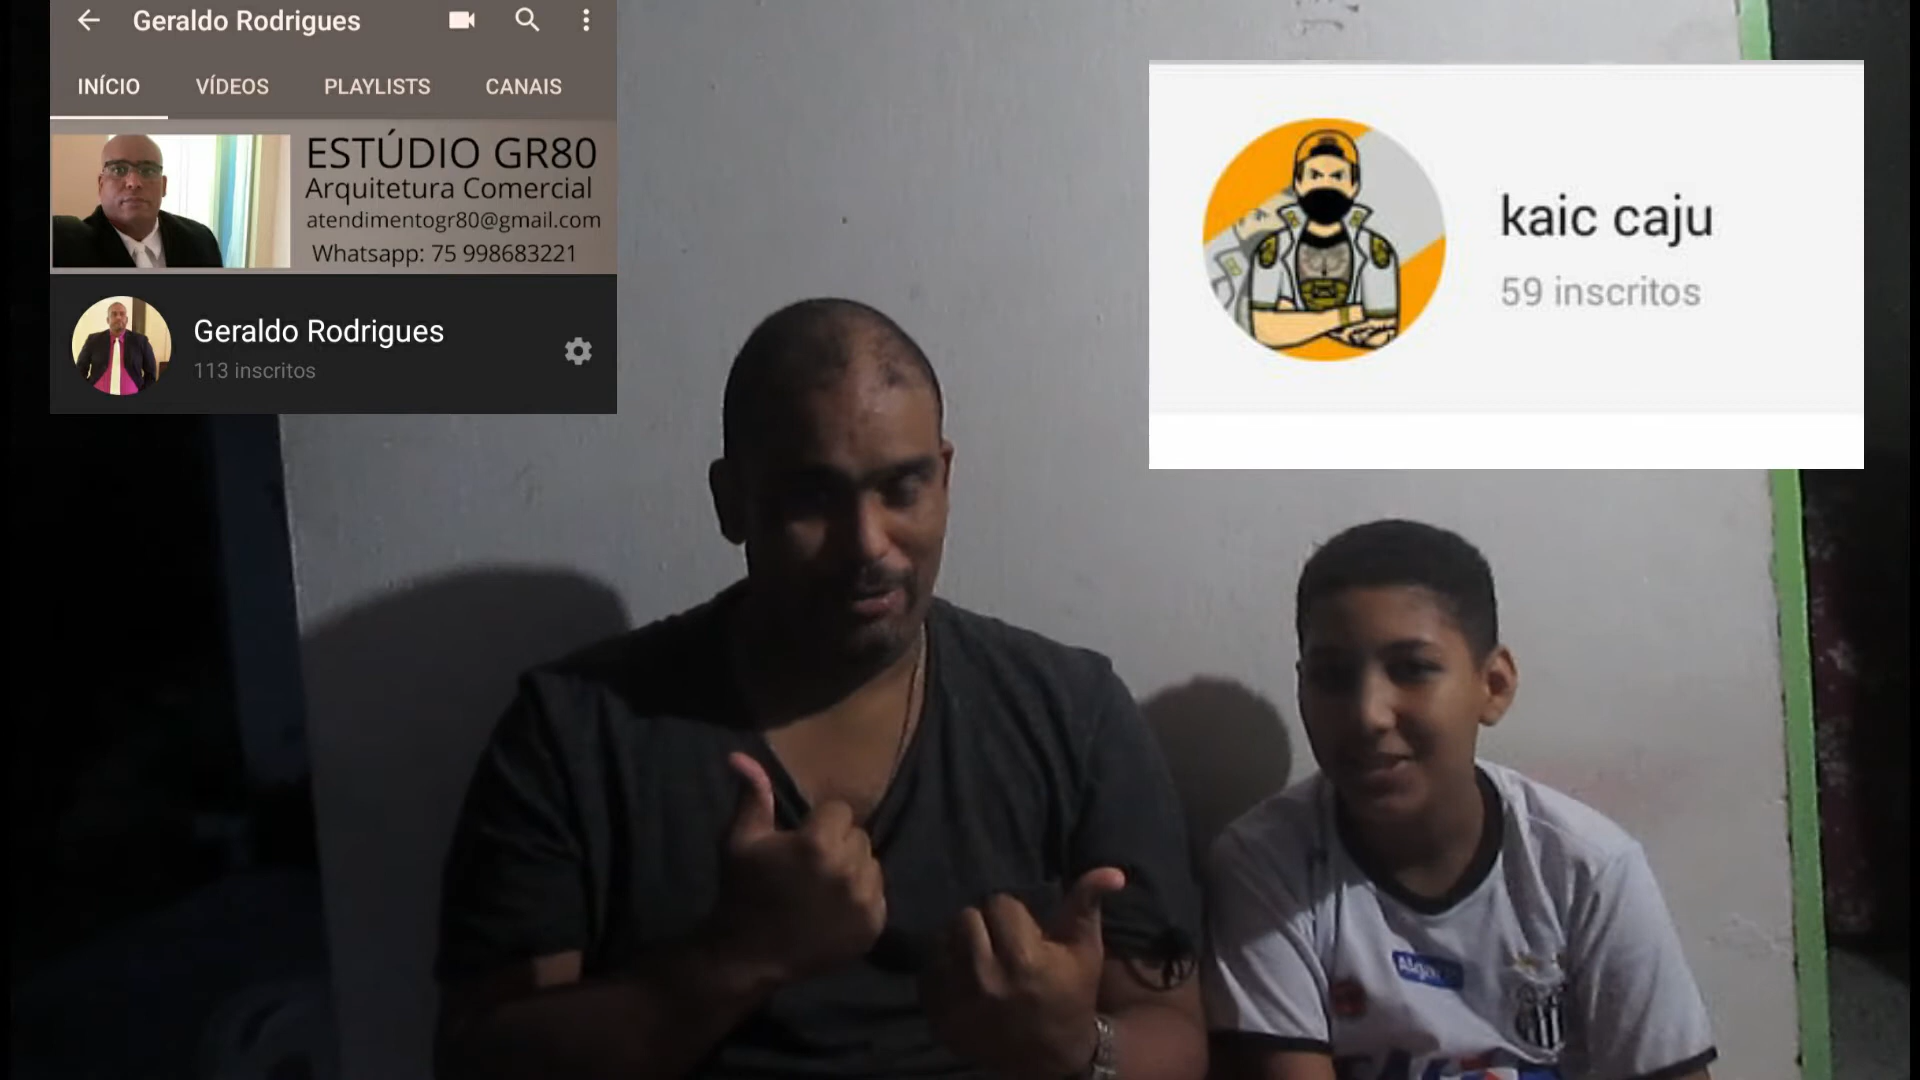 Geraldo Rodrigues
INÍCIO VÍDEOS PLAYLISTS CANAIS
ESTÚDIO GR80
Arquitetura Comercial
atendimentogr80@gmail.com
Whatsapp: 75 998683221
Geraldo Rodrigues
113 inscritos
kaic caju
59 inscritos